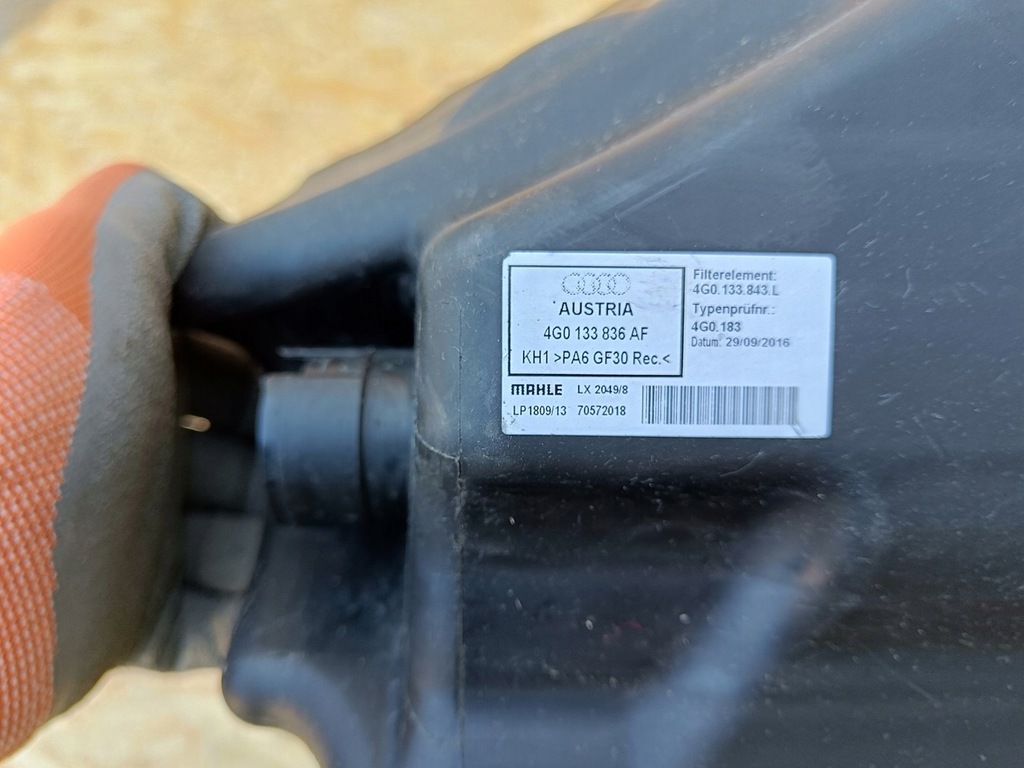 AUSTRIA
4G0 133 836 AF
KH1 >PA6 GF30 Rec.<
Filterelement:
4G0.133.843.L
Typenprüfnr.:
4G0.183
Datum: 29/09/2016
MAHLE LX 2049/8
LP1809/13 70572018